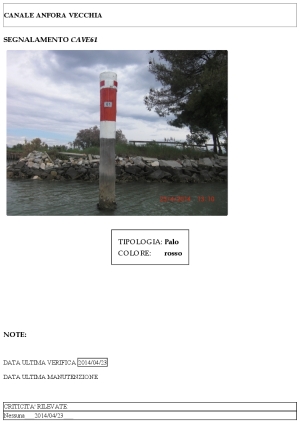 CANALE ANFORA VECCHIA
SEGNALAMENTO CAVE61
61
TIPOLOGIA: Palo
COLORE: rosso
NOTE:
DATA ULTIMA VERIFICA 2014/04/23
DATA ULTIMA MANUTENZIONE
CRITICITA' RILEVATE
Nessuna 2014/04/23